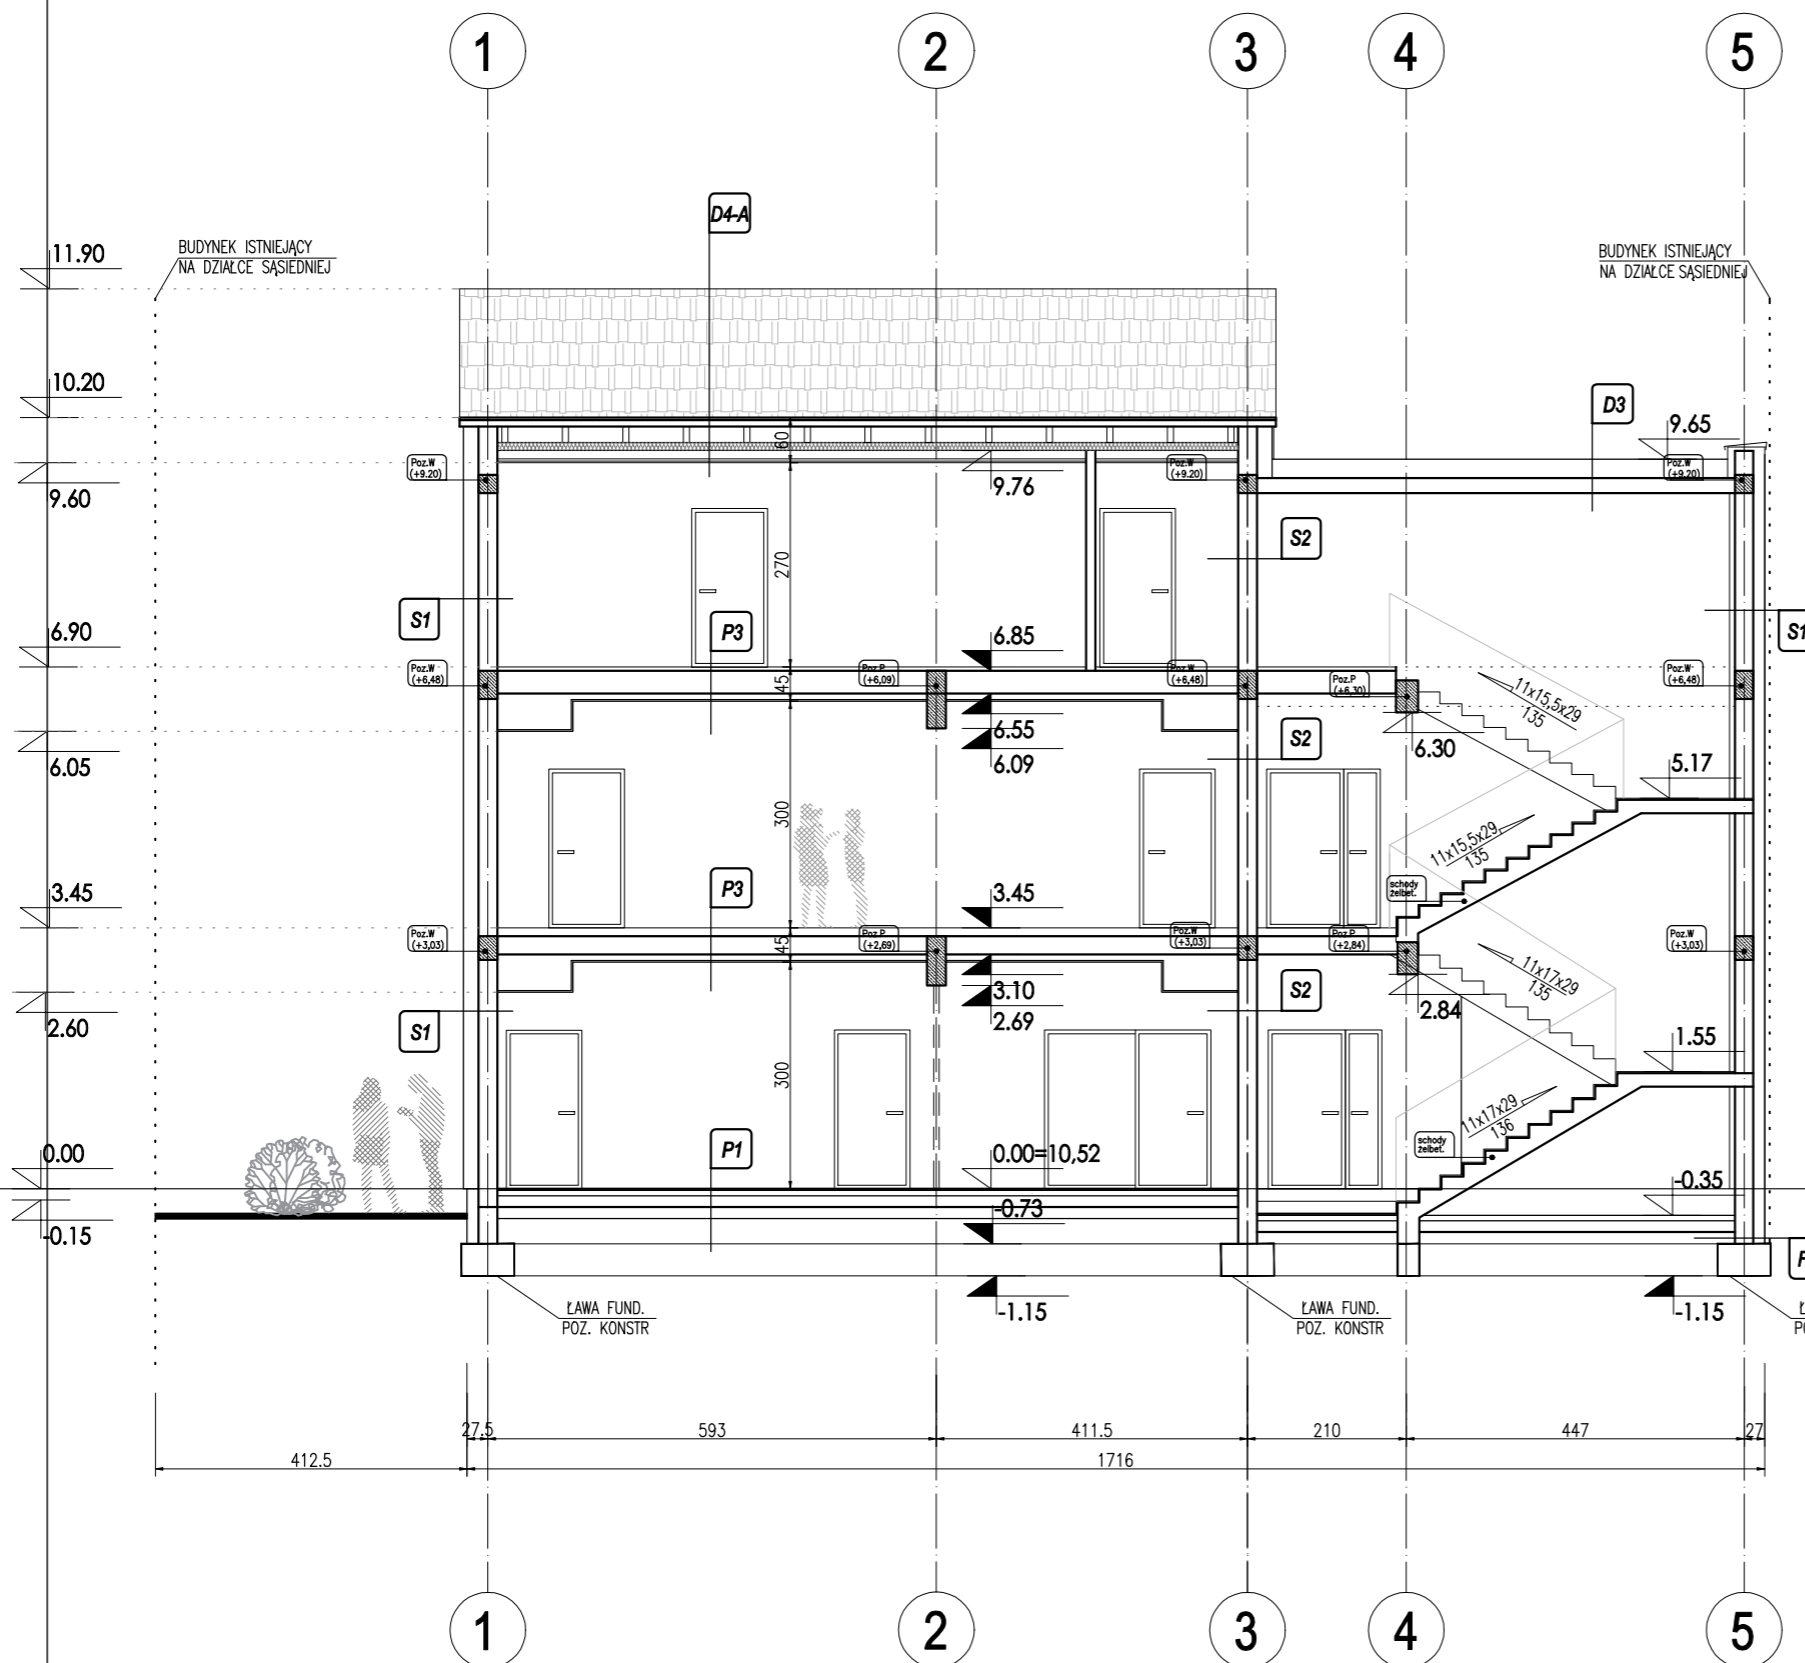 1 2 3 4 5
D4-A
BUDYNEK ISTNIEJĄCY
NA DZIAŁCE SĄSIEDNIEJ
BUDYNEK ISTNIEJĄCY
NA DZIAŁCE SĄSIEDNIEJ
11.90
10.20
D3
9.65
60
Poz.W
(+9.20)
Poz.W
(+9.20)
Poz.W
(+9.20)
9.60
9.76
S2
270
S1
P3
S1
6.90
6.85
Poz.W
(+6,48)
45
Poz.P
(+6,09)
Poz.W
(+6,48)
Poz.P
(+6,30)
Poz.W
(+6,48)
11x15,5x29
135
6.55
6.30
S2
6.05
6.09
5.17
300
11x15,5x29
135
P3
schody
żelbet.
3.45
3.45
Poz.W
(+3,03)
45
Poz.P
(+2,69)
Poz.W
(+3,03)
Poz.P
(+2,84)
Poz.W
(+3,03)
11x17x29
135
3.10
S2
2.84
2.60
2.69
S1
1.55
300
11x17x29
136
P1
schody
żelbet.
0.00
0.00=10,52
-0.35
-0.73
-0.15
P
-1.15
-1.15
ŁAWA FUND.
POZ. KONSTR
ŁAWA FUND.
POZ. KONSTR
27.5 593 411.5 210 447 27
412.5 1716
1 2 3 4 5